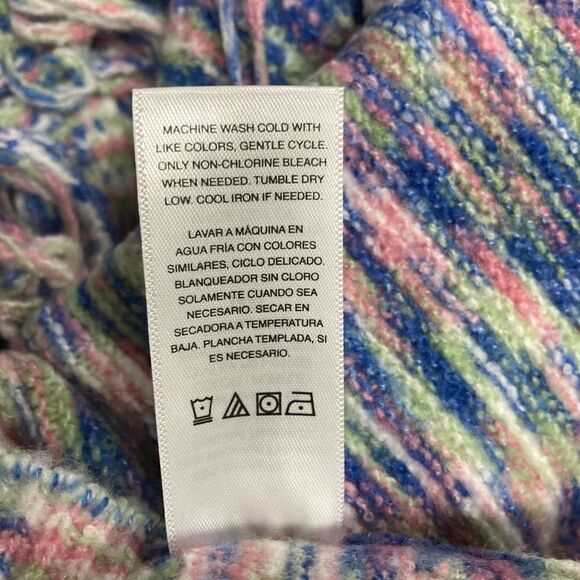 MACHINE WASH COLD WITH
LIKE COLORS, GENTLE CYCLE.
ONLY NON-CHLORINE BLEACH
WHEN NEEDED. TUMBLE DRY
LOW. COOL IRON IF NEEDED.
LAVAR A MÁQUINA EN
AGUA FRÍA CON COLORES
SIMILARES, CICLO DELICADO.
BLANQUEADOR SIN CLORO
SOLAMENTE CUANDO SEA
NECESARIO. SECAR EN
SECADORA A TEMPERATURA
BAJA. PLANCHA TEMPLADA, SI
ES NECESARIO.